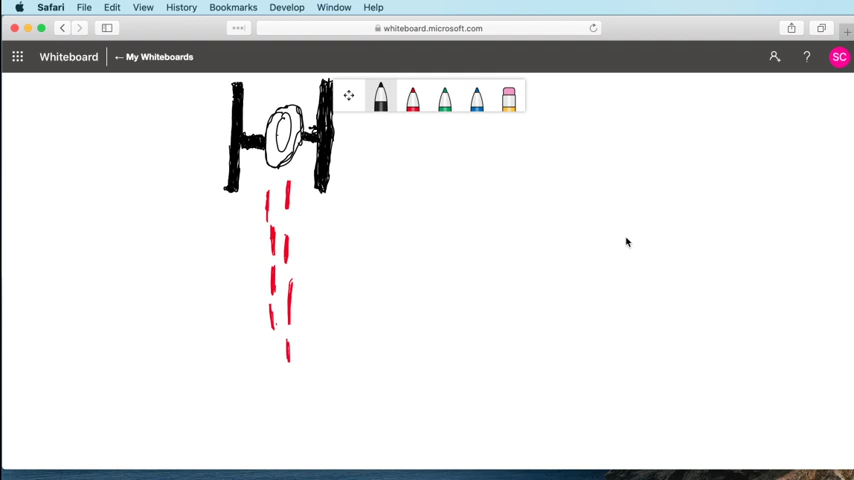 Safari File Edit View History Bookmarks Develop Window Help
whiteboard.microsoft.com
Whiteboard ← My Whiteboards ? SC